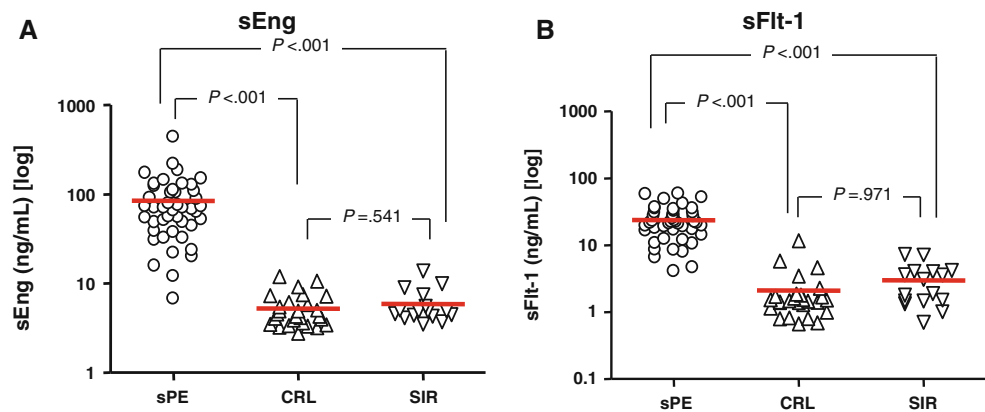 A
sEng
P <.001
P <.001
P =.541
sEng (ng/mL) [log]
1000
100
10
1
sPE
CRL
SIR
B
sFlt-1
P <.001
P <.001
P =.971
sFlt-1 (ng/mL) [log]
1000
100
10
1
0.1
sPE
CRL
SIR